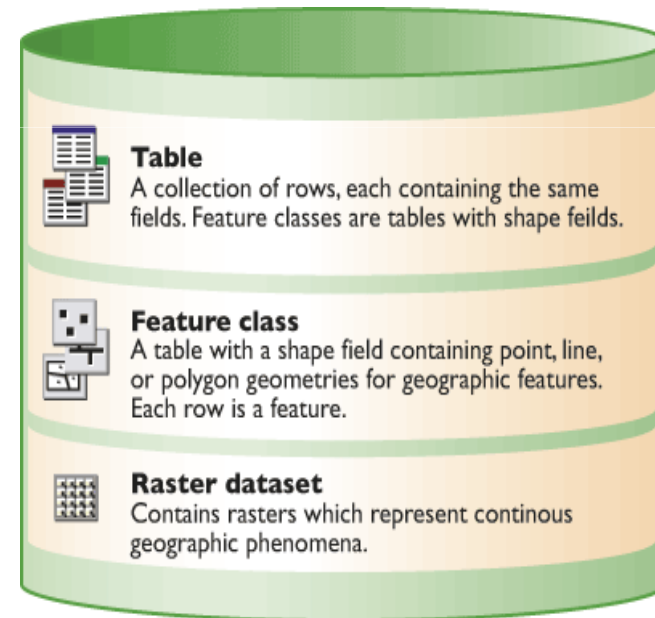 Table
A collection of rows, each containing the same
fields. Feature classes are tables with shape feilds.
Feature class
A table with a shape field containing point, line,
or polygon geometries for geographic features.
Each row is a feature.
Raster dataset
Contains rasters which represent continous
geographic phenomena.